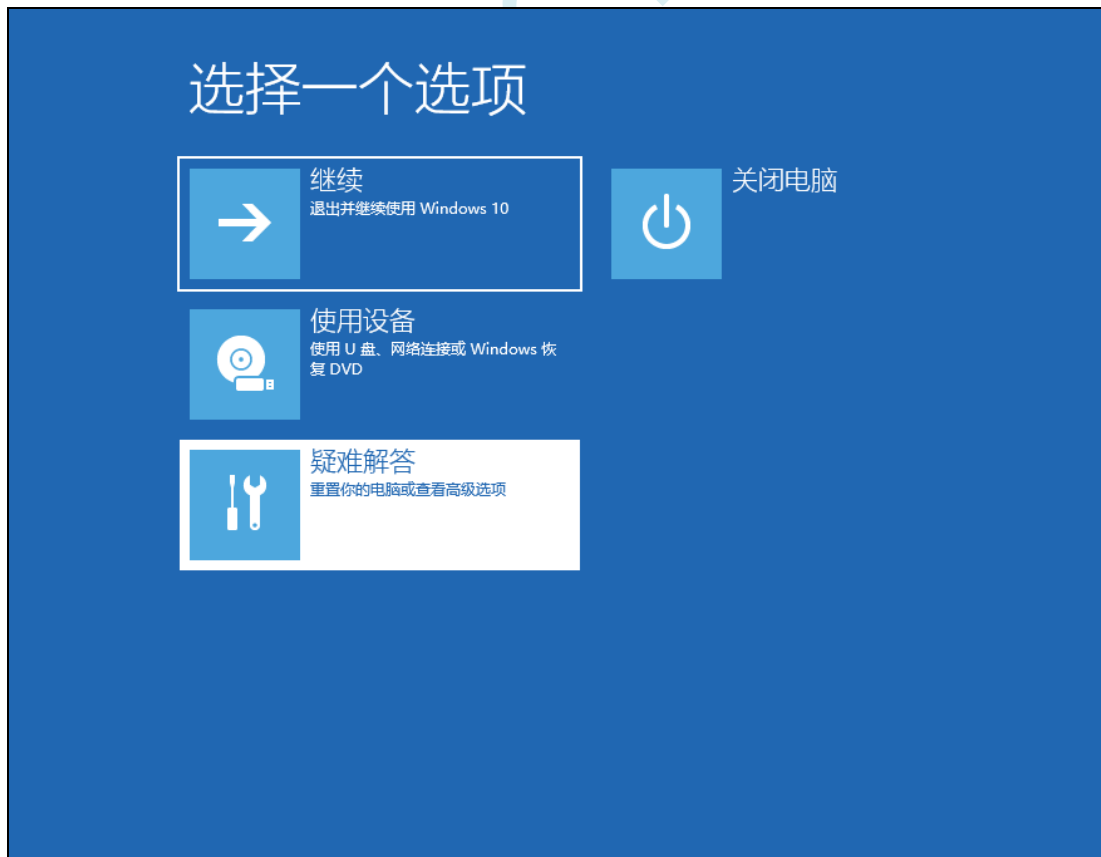 选择一个选项
继续
退出并继续使用 Windows 10
关闭电脑
使用设备
使用 U 盘、网络连接或 Windows 恢
复 DVD
疑难解答
重置你的电脑或查看高级选项